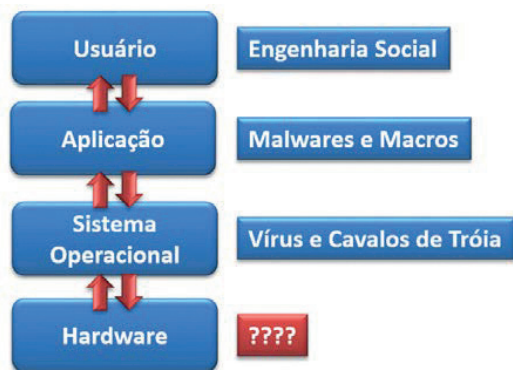 Usuário
Engenharia Social
Aplicação
Malwares e Macros
Sistema
Operacional
Vírus e Cavalos de Tróia
Hardware
????